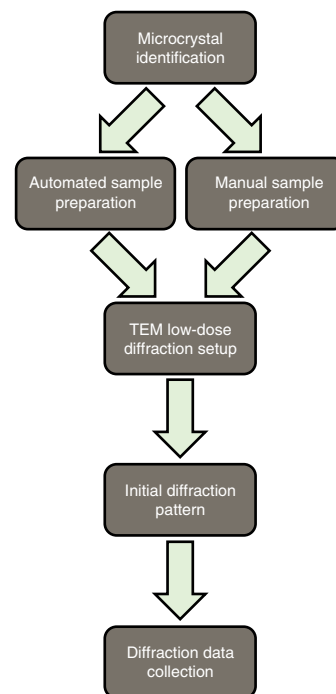 Microcrystal
identification
Automated sample
preparation
Manual sample
preparation
TEM low-dose
diffraction setup
Initial diffraction
pattern
Diffraction data
collection